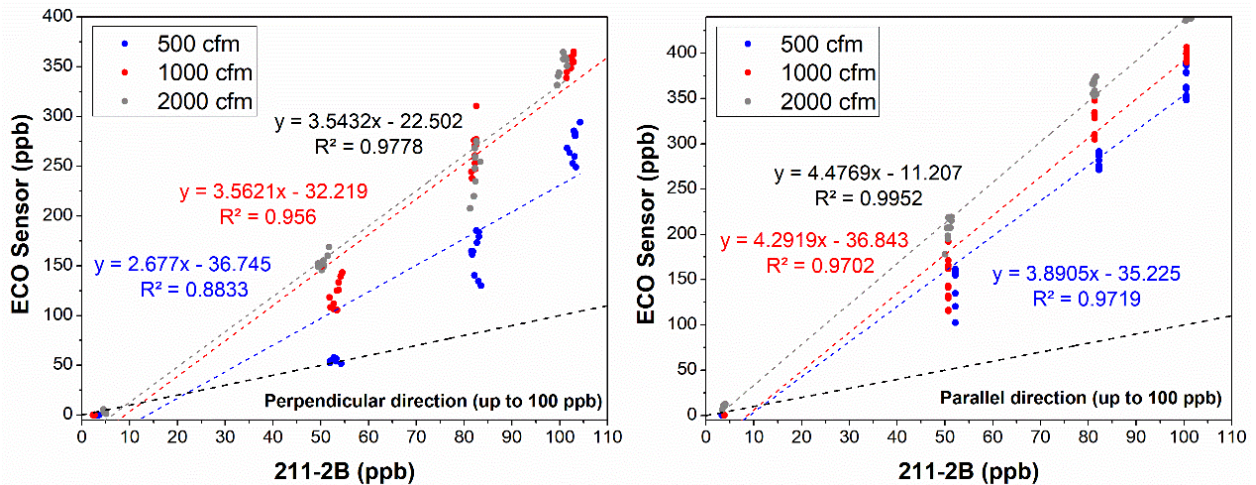 400
350
300
250
200
150
100
50
0
ECO Sensor (ppb)
500 cfm
1000 cfm
2000 cfm
y = 3.5432x - 22.502
R² = 0.9778
y = 3.5621x - 32.219
R² = 0.956
y = 2.677x - 36.745
R² = 0.8833
Perpendicular direction (up to 100 ppb)
0 10 20 30 40 50 60 70 80 90 100 110
211-2B (ppb)
400
350
300
250
200
150
100
50
0
ECO Sensor (ppb)
500 cfm
1000 cfm
2000 cfm
y = 4.4769x - 11.207
R² = 0.9952
y = 4.2919x - 36.843
R² = 0.9702
y = 3.8905x - 35.225
R² = 0.9719
Parallel direction (up to 100 ppb)
0 10 20 30 40 50 60 70 80 90 100 110
211-2B (ppb)